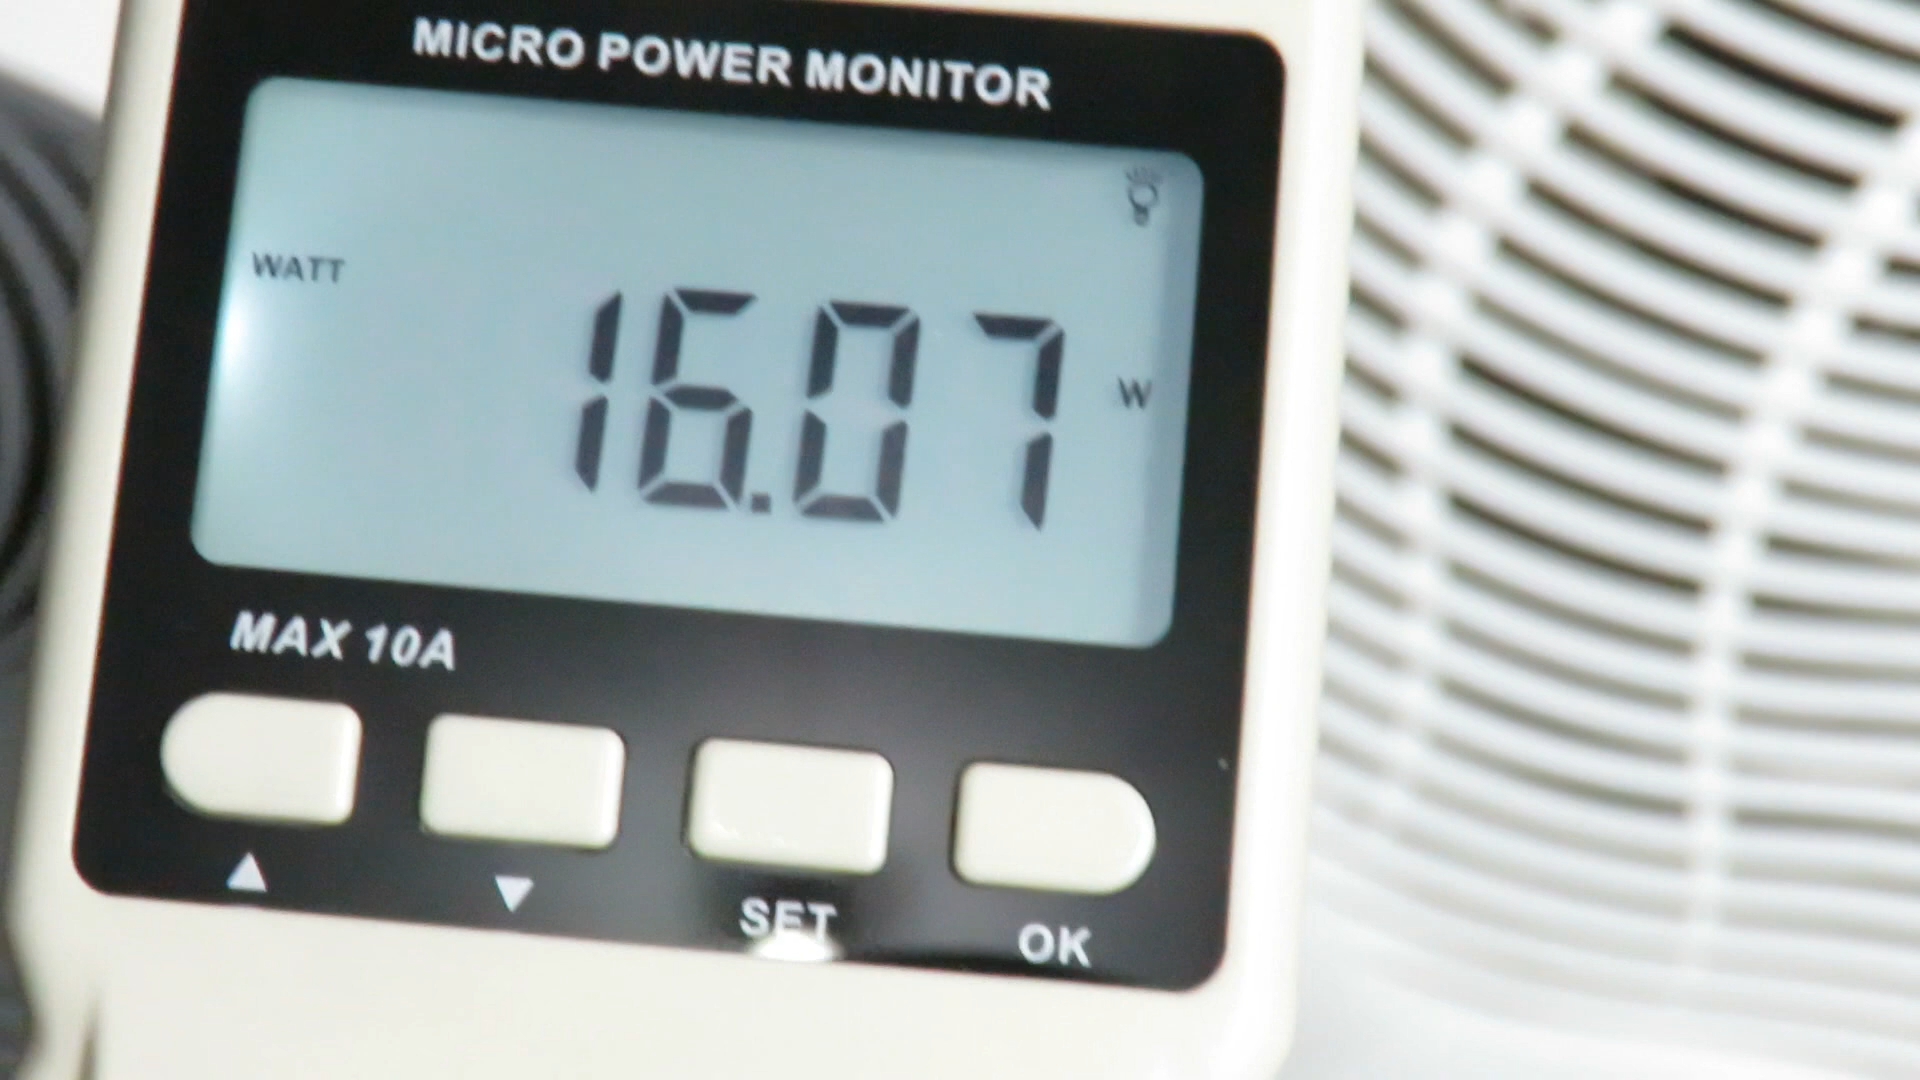 MICRO POWER MONITOR
WATT
16.07 W
MAX 10A
▲ ▼ SET OK